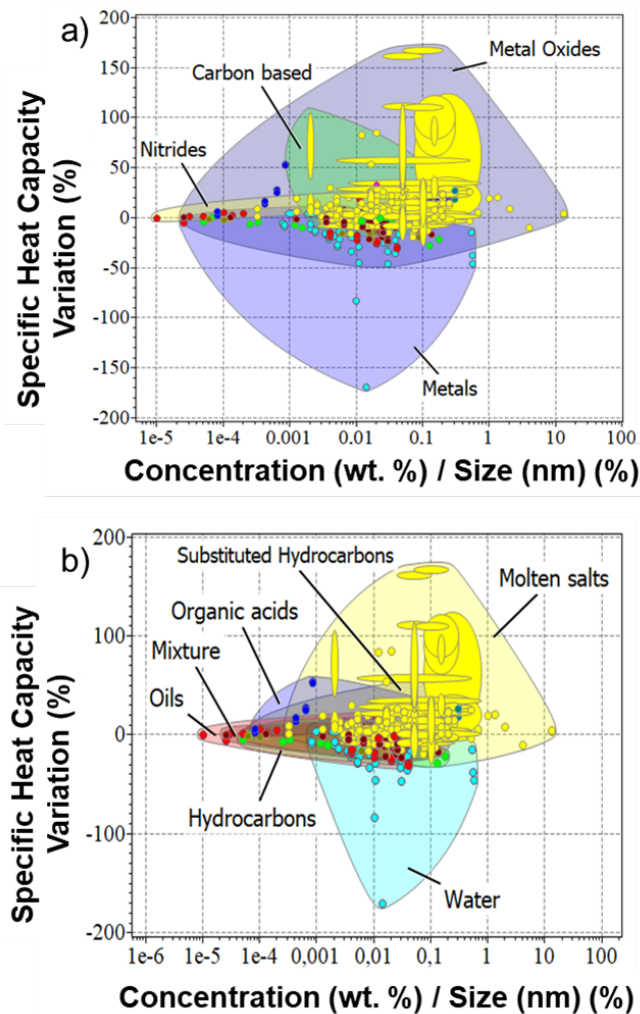 a)
Specific Heat Capacity
Variation (%)
200
150
100
50
0
-50
-100
-150
-200
Metal Oxides
Carbon based
Nitrides
Metals
1e-5 1e-4 0.001 0.01 0.1 1 10 100
Concentration (wt. %) / Size (nm) (%)
b)
Specific Heat Capacity
Variation (%)
200
100
0
-100
-200
Substituted Hydrocarbons
Molten salts
Organic acids
Mixture
Oils
Hydrocarbons
Water
1e-6 1e-5 1e-4 0,001 0,01 0,1 1 10 100
Concentration (wt. %) / Size (nm) (%)